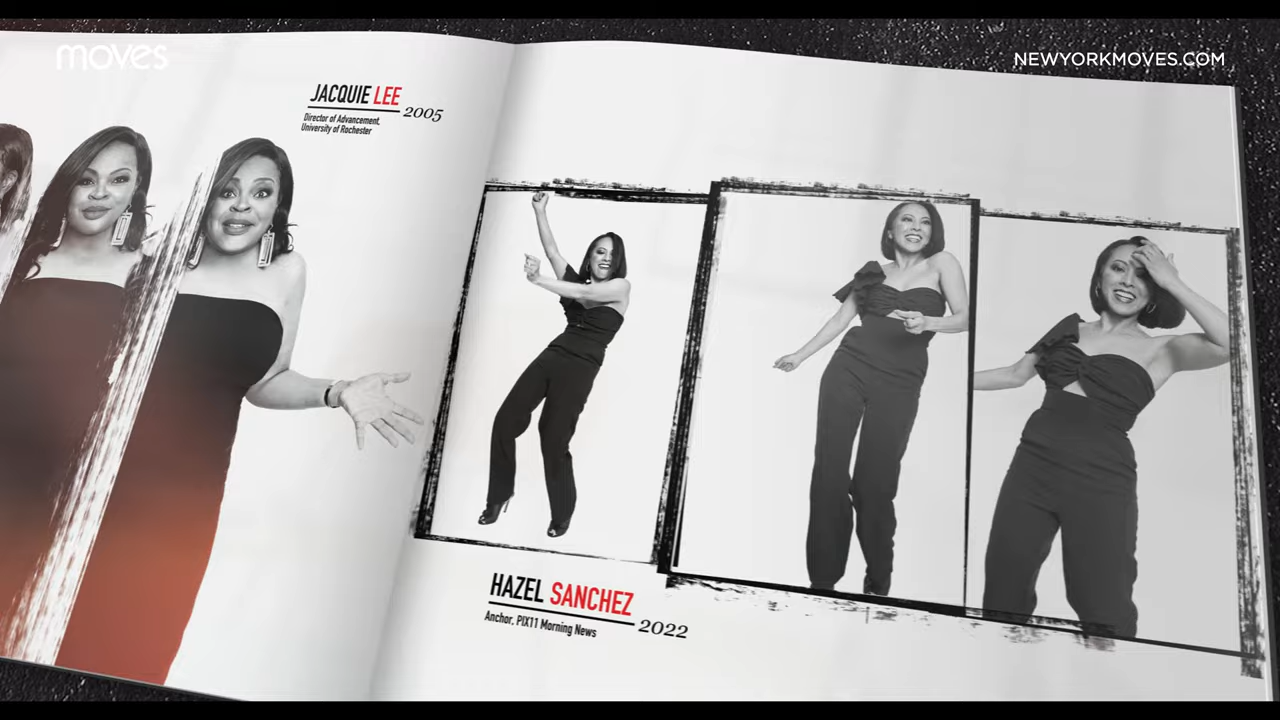 moves
NEWYORKMOVES.COM
JACQUIE LEE 2005
Director of Advancement,
University of Rochester
HAZEL SANCHEZ 2022
Anchor, PIX11 Morning News